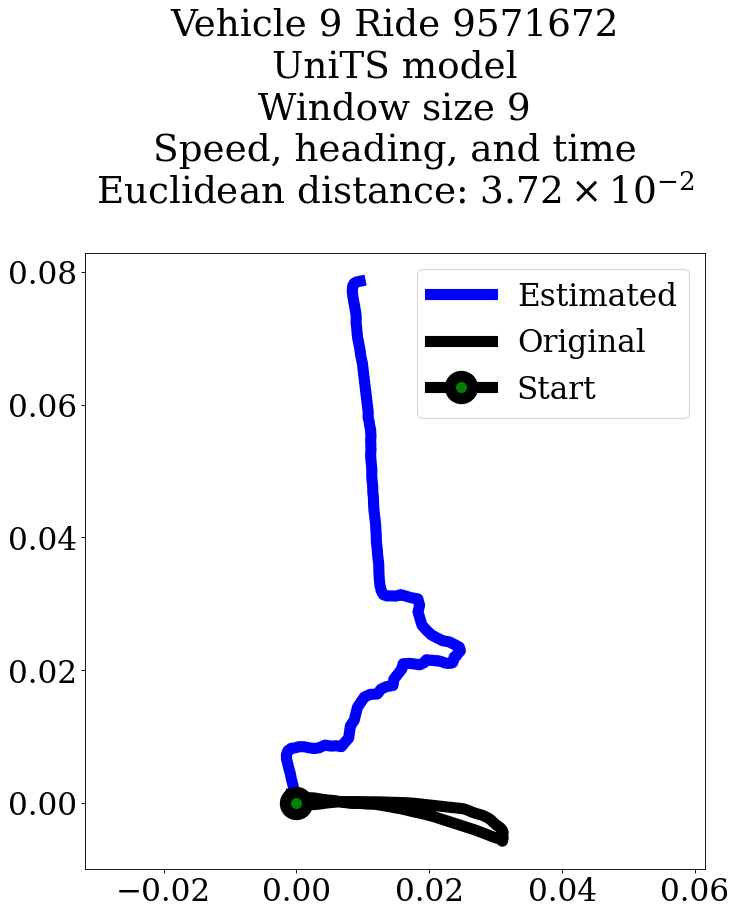 Vehicle 9 Ride 9571672
UniTS model
Window size 9
Speed, heading, and time
Euclidean distance: 3.72 × 10⁻²
0.08
0.06
0.04
0.02
0.00
Estimated
Original
Start
−0.02 0.00 0.02 0.04 0.06